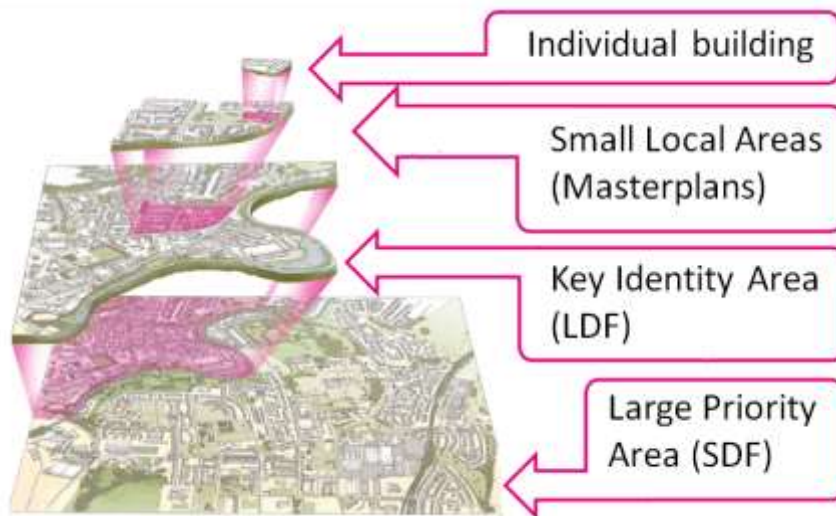 Individual building
Small Local Areas
(Masterplans)
Key Identity Area
(LDF)
Large Priority
Area (SDF)